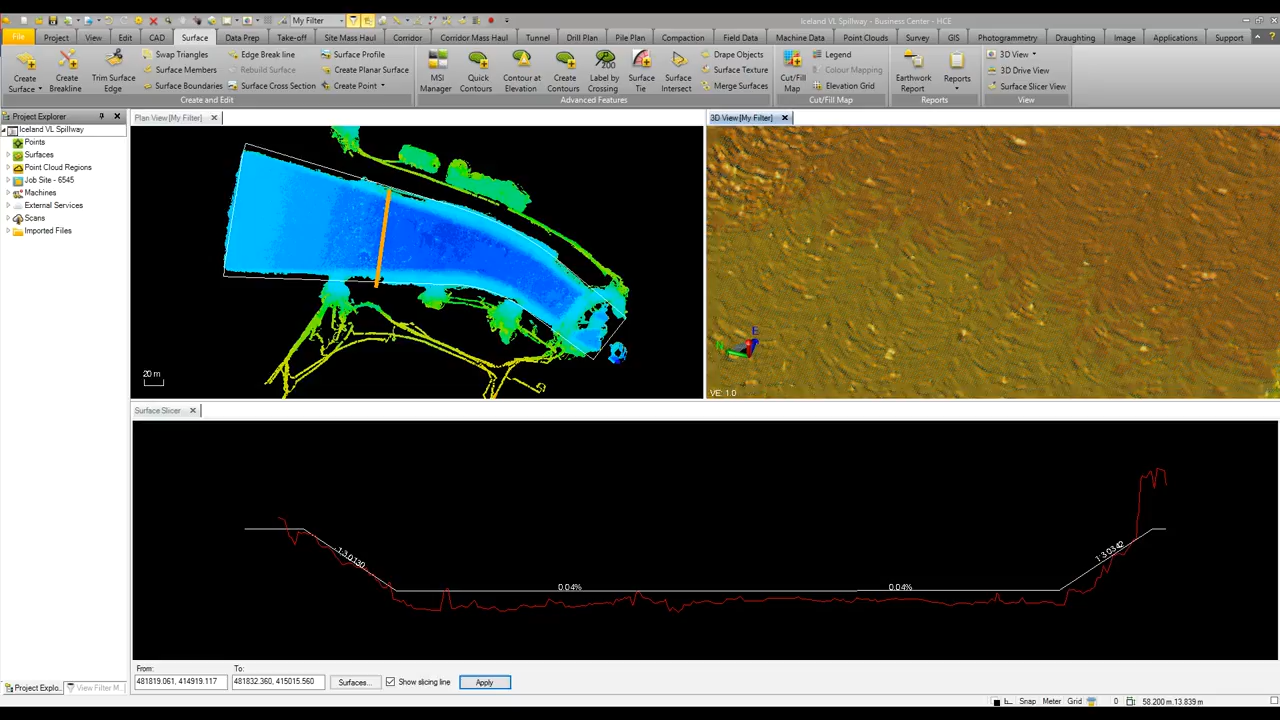 My Filter
Iceland VL Spillway - Business Center - HCE
File Project View Edit CAD Surface Data Prep Take-off Site Mass Haul Corridor Corridor Mass Haul Tunnel Drill Plan Pile Plan Compaction Field Data Machine Data Point Clouds Survey GIS Photogrammetry Draughting Image Applications Support
Create Surface
Create Breakline
Trim Surface Edge
Swap Triangles
Surface Members
Surface Boundaries
Edge Break line
Rebuild Surface
Surface Cross Section
Surface Profile
Create Planar Surface
Create Point
Create and Edit
MSI Manager
Quick Contours
Contour at Elevation
Create Contours
Label by Crossing
Surface Tie
Surface Intersect
Drape Objects
Surface Texture
Merge Surfaces
Advanced Features
Cut/Fill Map
Legend
Colour Mapping
Elevation Grid
Cut/Fill Map
Earthwork Report
Reports
Reports
3D View
3D Drive View
Surface Slicer View
View
Project Explorer
Iceland VL Spillway
Points
Surfaces
Point Cloud Regions
Job Site - 6545
Machines
External Services
Scans
Imported Files
Plan View [My Filter]
20 m
3D View [My Filter]
N
E
VE: 1.0
Surface Slicer
1:3.0130
0.04%
0.04%
1:3.0342
From:
To:
481819.061, 414919.117
481832.360, 415015.560
Surfaces...
Show slicing line
Apply
Project Explo...
View Filter M...
Snap Meter Grid 0 58.200 m,13.839 m